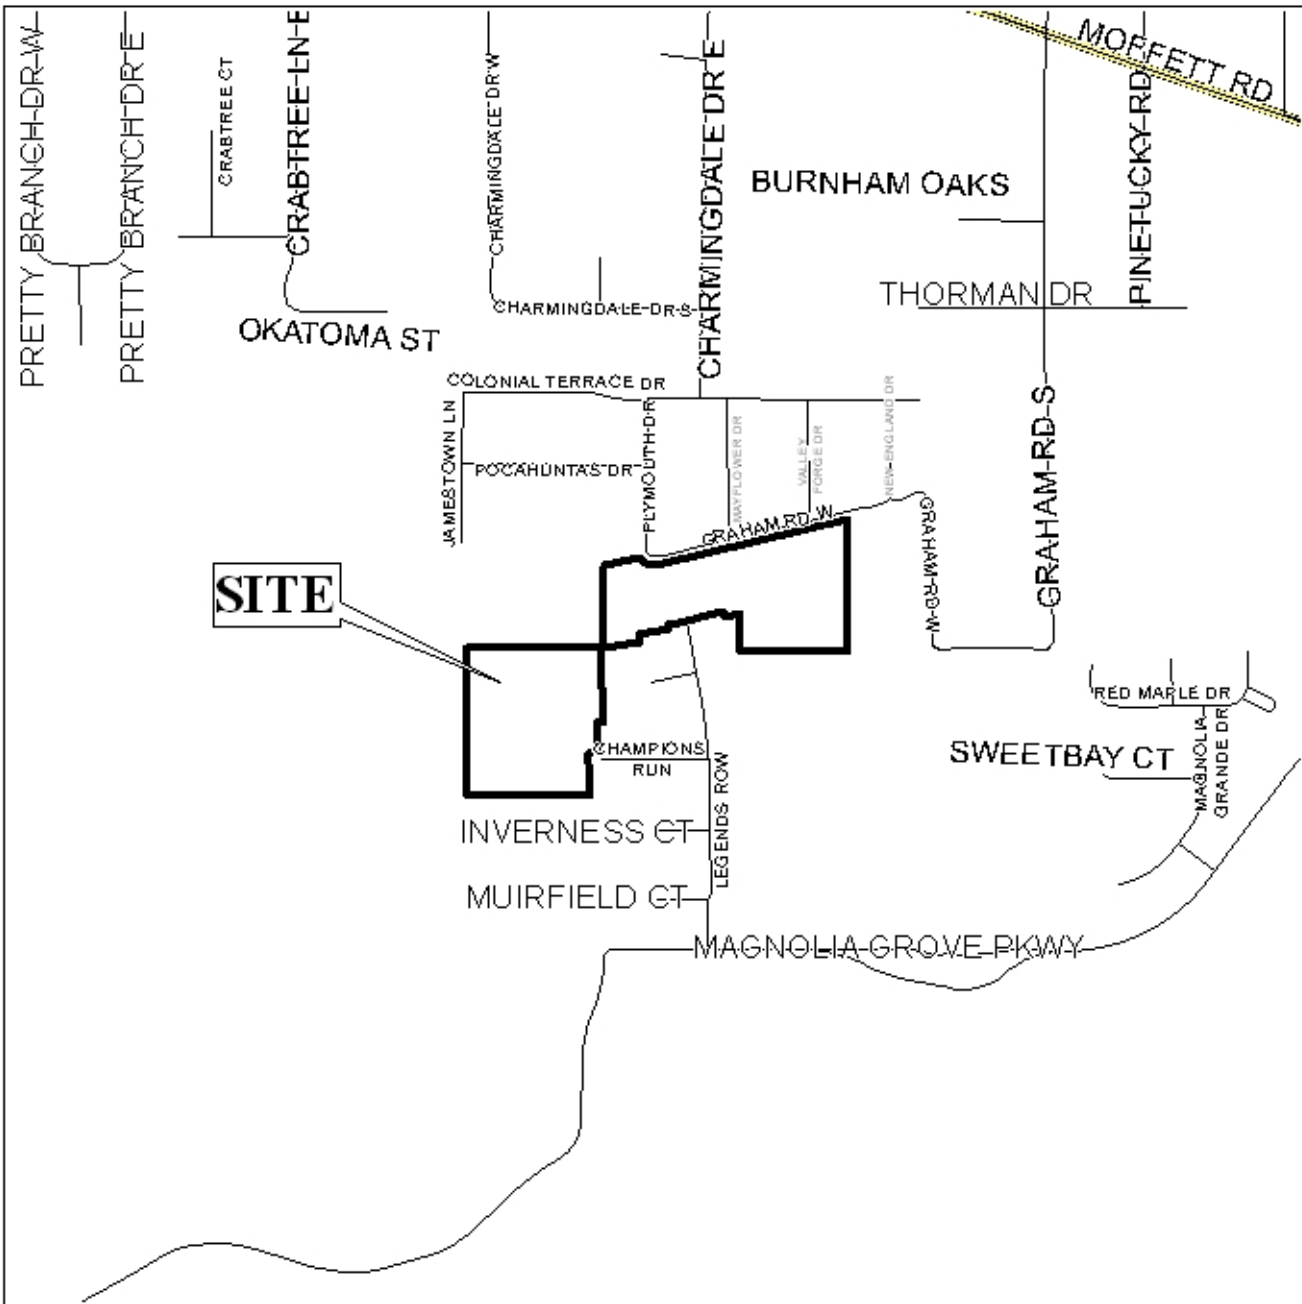 PRETTY BRANCH DR W
PRETTY BRANCH DR E
CRABTREE CT
CRABTREE LN E
CHARMINGDALE DR W
CHARMINGDALE DR E
MOFFETT RD
PINETUCKY RD
BURNHAM OAKS
THORMAN DR
CHARMINGDALE DR S
OKATOMA ST
COLONIAL TERRACE DR
JAMESTOWN LN
POCAHUNTAS DR
PLYMOUTH DR
MAYFLOWER DR
VALLEY
FORGE DR
NEW ENGLAND DR
GRAHAM RD W
GRAHAM RD W
GRAHAM RD S
SITE
RED MAPLE DR
SWEETBAY CT
MAGNOLIA
GRANDE DR
CHAMPIONS
RUN
LEGENDS ROW
INVERNESS CT
MUIRFIELD CT
MAGNOLIA GROVE PKWY